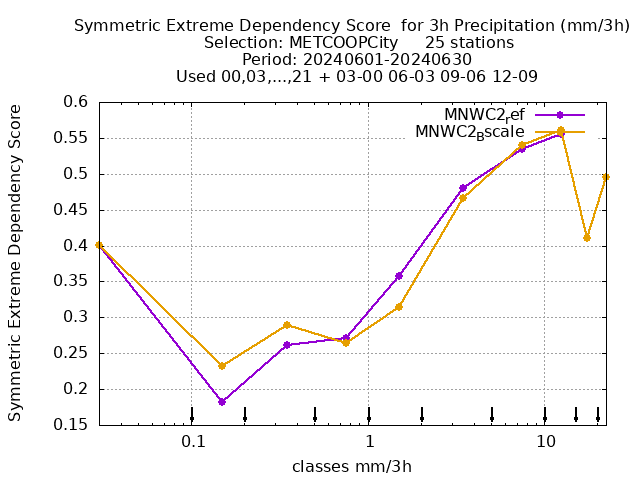 Symmetric Extreme Dependency Score  for 3h Precipitation (mm/3h)
Selection: METCOOPCity     25 stations
Period: 20240601-20240630
Used 00,03,...,21 + 03-00 06-03 09-06 12-09
Symmetric Extreme Dependency Score
0.6
0.55
0.5
0.45
0.4
0.35
0.3
0.25
0.2
0.15
MNWC2ref
MNWC2Bscale
0.1
1
10
classes mm/3h